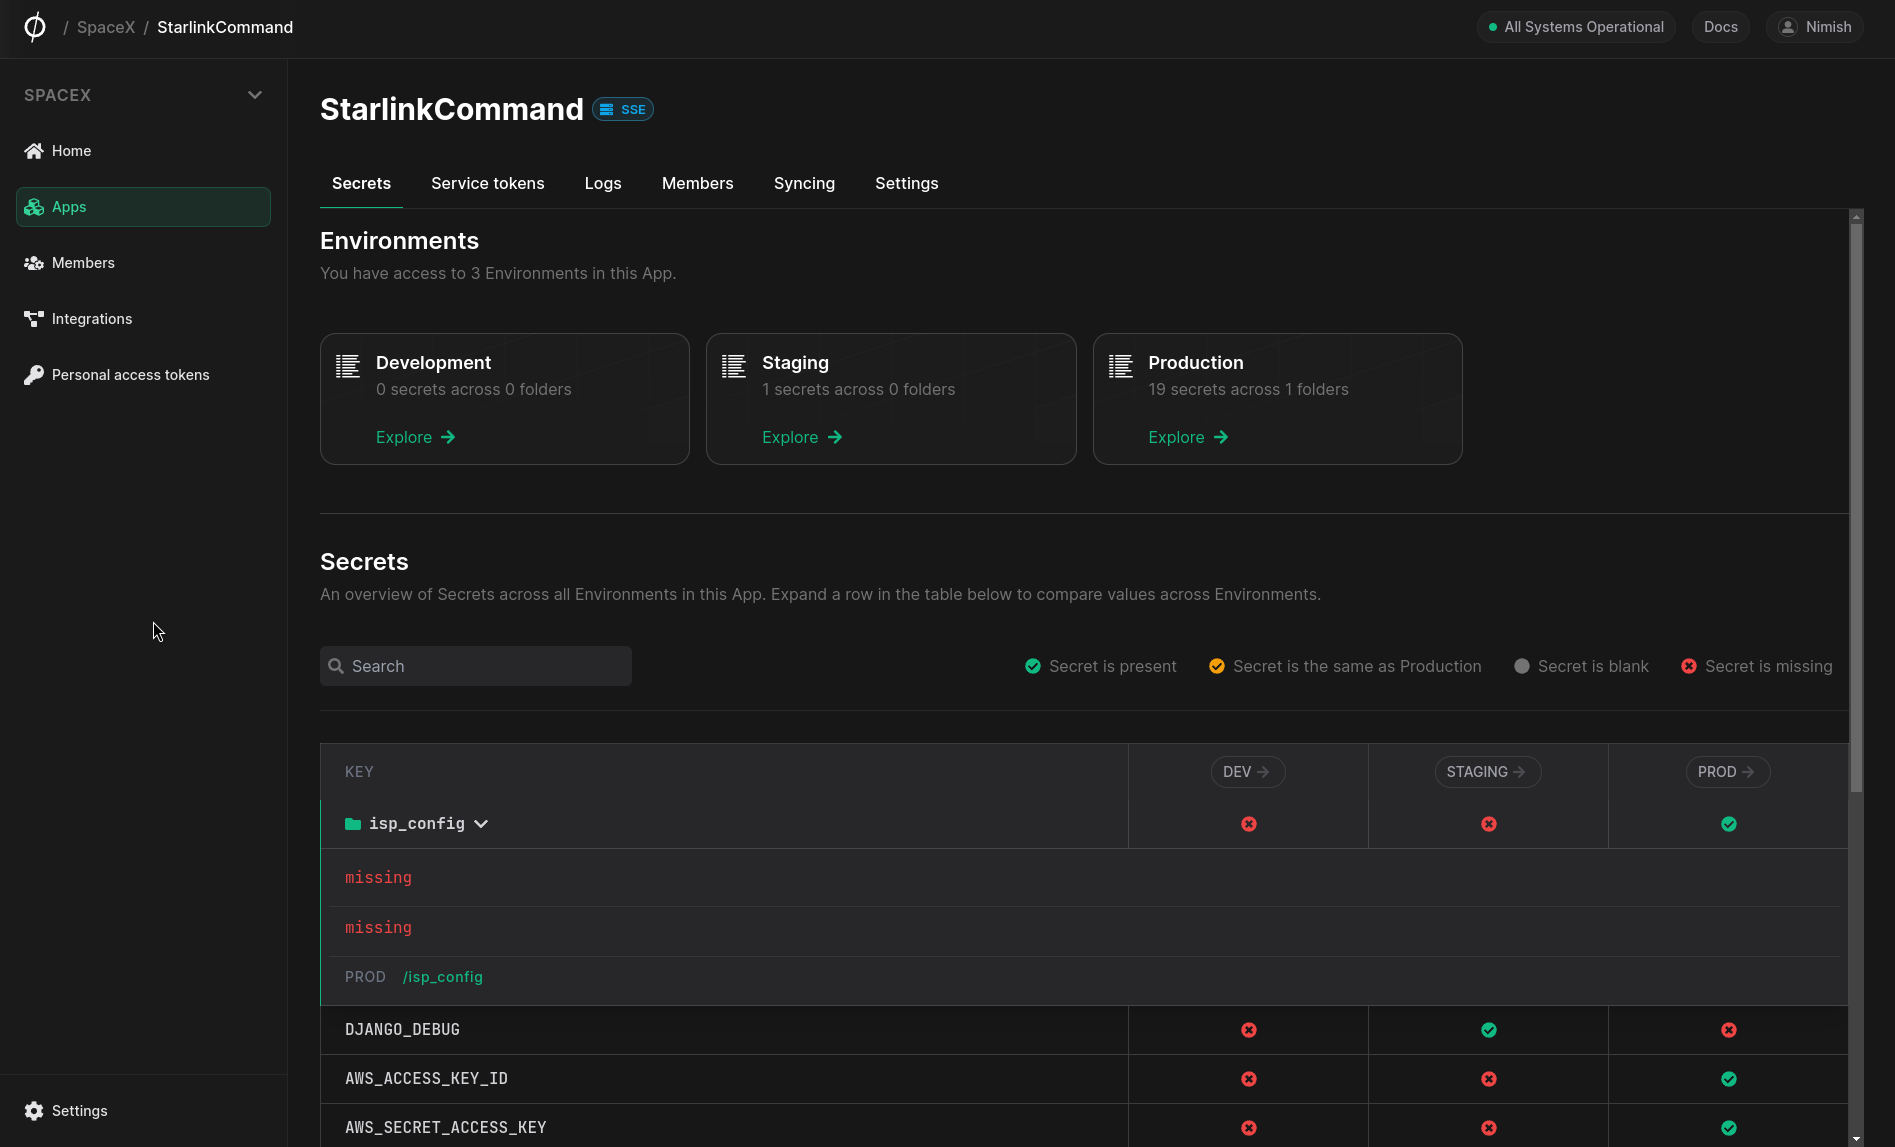 / SpaceX / StarlinkCommand
All Systems Operational
Docs
Nimish
SPACEX
Home
Apps
Members
Integrations
Personal access tokens
Settings
StarlinkCommand SSE
Secrets Service tokens Logs Members Syncing Settings
Environments
You have access to 3 Environments in this App.
Development
0 secrets across 0 folders
Explore
Staging
1 secrets across 0 folders
Explore
Production
19 secrets across 1 folders
Explore
Secrets
An overview of Secrets across all Environments in this App. Expand a row in the table below to compare values across Environments.
Search
Secret is present Secret is the same as Production Secret is blank Secret is missing
KEY DEV STAGING PROD
isp_config
missing
missing
PROD /isp_config
DJANGO_DEBUG
AWS_ACCESS_KEY_ID
AWS_SECRET_ACCESS_KEY